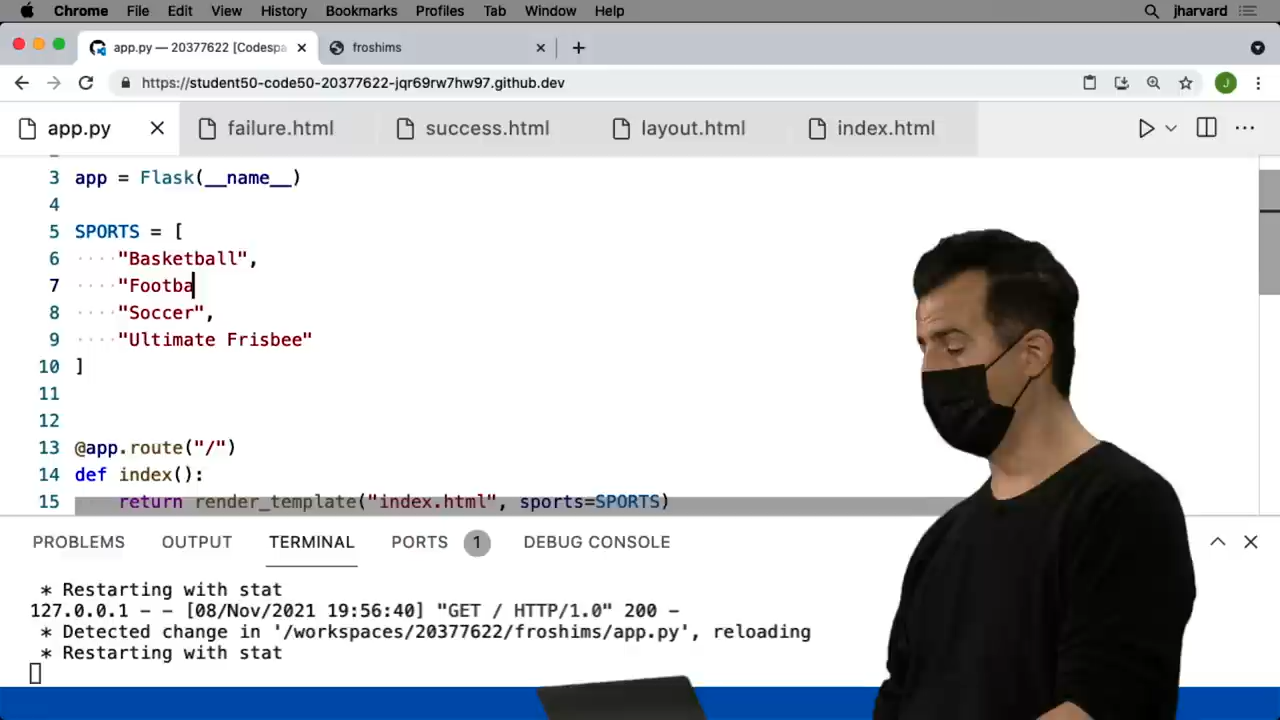 Chrome File Edit View History Bookmarks Profiles Tab Window Help jharvard
app.py — 20377622 [Codespa froshims
https://student50-code50-20377622-jqr69rw7hw97.github.dev J
app.py failure.html success.html layout.html index.html
3 app = Flask(__name__)
4
5 SPORTS = [
6 "Basketball",
7 "Footba
8 "Soccer",
9 "Ultimate Frisbee"
10 ]
11
12
13 @app.route("/")
14 def index():
15 return render_template("index.html", sports=SPORTS)
PROBLEMS OUTPUT TERMINAL PORTS 1 DEBUG CONSOLE
* Restarting with stat
127.0.0.1 - - [08/Nov/2021 19:56:40] "GET / HTTP/1.0" 200 -
* Detected change in '/workspaces/20377622/froshims/app.py', reloading
* Restarting with stat